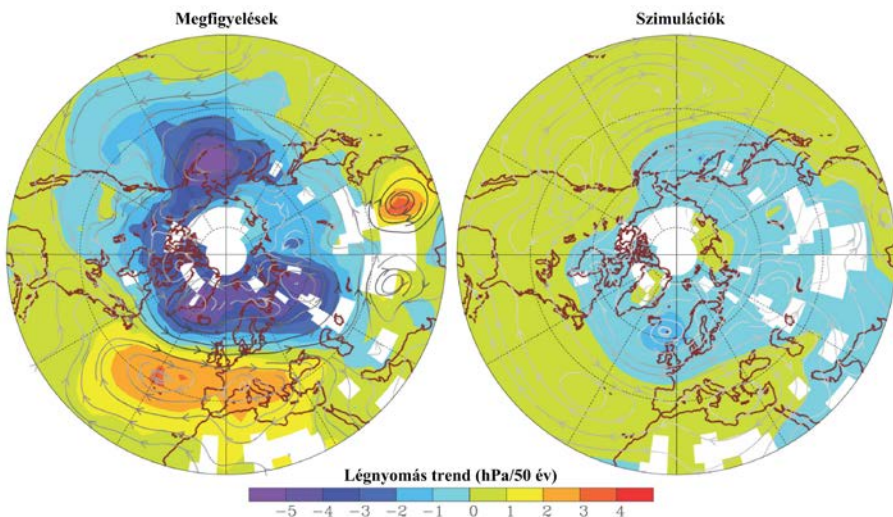 Megfigyelések
Szimulációk
Légnyomás trend (hPa/50 év)
-5 -4 -3 -2 -1 0 1 2 3 4